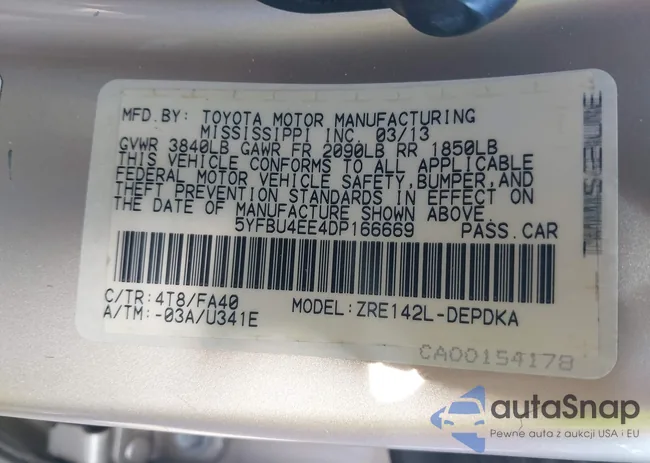 MFD.BY: TOYOTA MOTOR MANUFACTURING
MISSISSIPPI INC. 03/13
GVWR 3840LB GAWR FR 2090LB RR 1850LB
THIS VEHICLE CONFORMS TO ALL APPLICABLE
FEDERAL MOTOR VEHICLE SAFETY,BUMPER,AND
THEFT PREVENTION STANDARDS IN EFFECT ON
THE DATE OF MANUFACTURE SHOWN ABOVE.
5YFBU4EE4DP166669 PASS.CAR
C/TR:4T8/FA40 MODEL:ZRE142L-DEPDKA
A/TM:-03A/U341E
CA00154178
autaSnap
Pewne auta z aukcji USA i EU